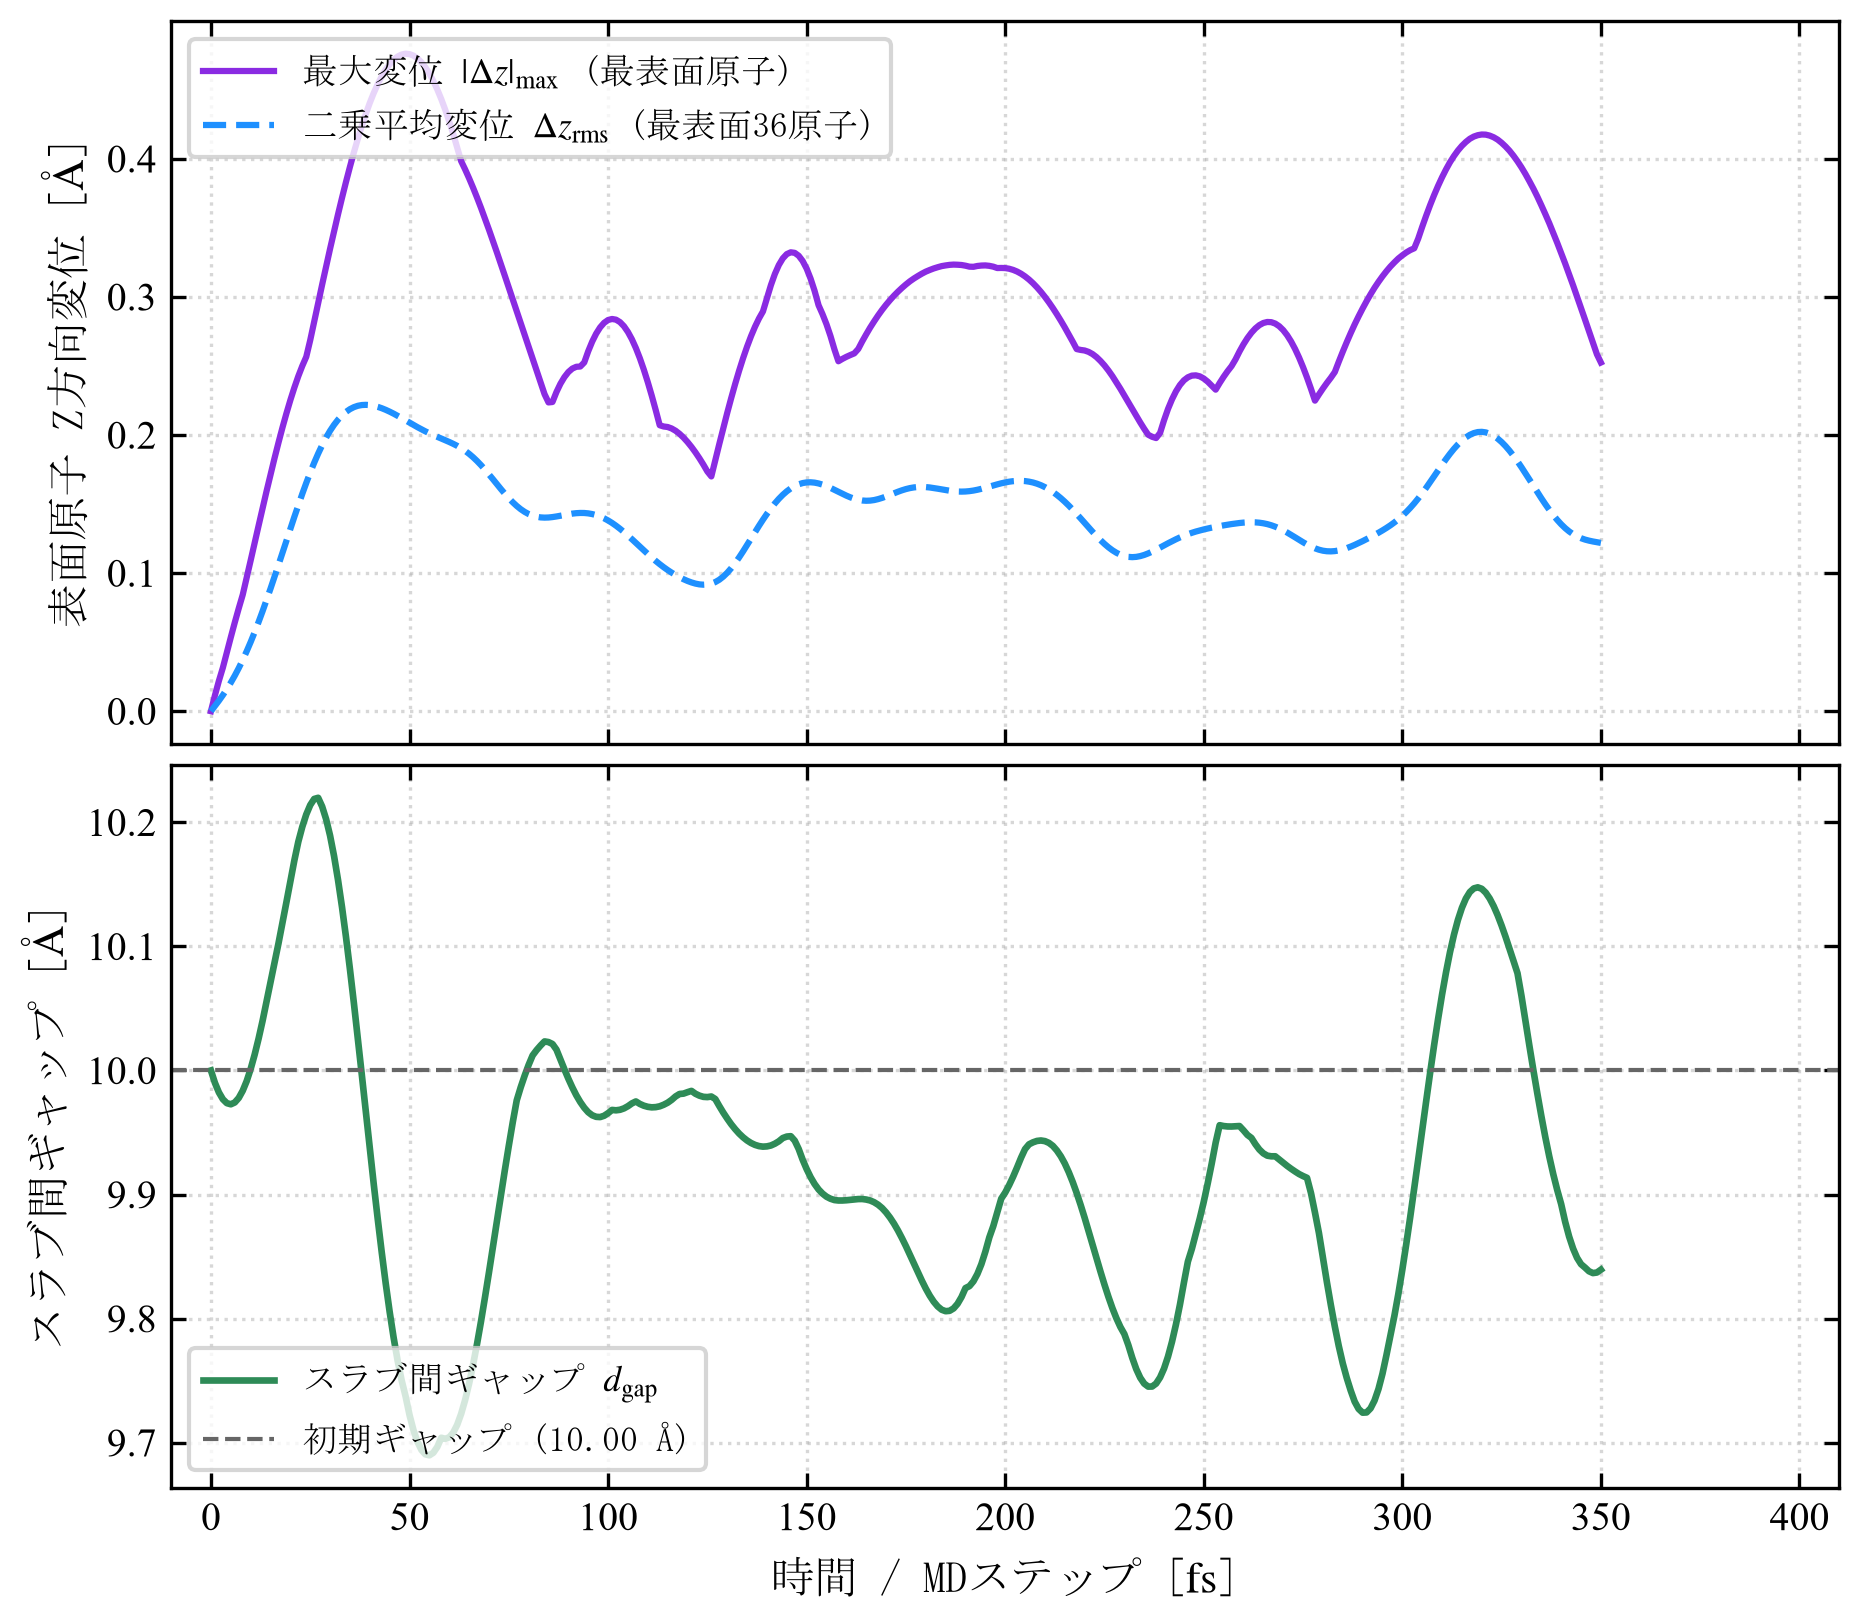 最大変位 |Δz|max (最表面原子)
二乗平均変位 Δzrms (最表面36原子)
表面原子 Z方向変位 [Å]
0.4
0.3
0.2
0.1
0.0
スラブ間ギャップ [Å]
10.2
10.1
10.0
9.9
9.8
9.7
スラブ間ギャップ dgap
初期ギャップ (10.00 Å)
0 50 100 150 200 250 300 350 400
時間 / MDステップ [fs]